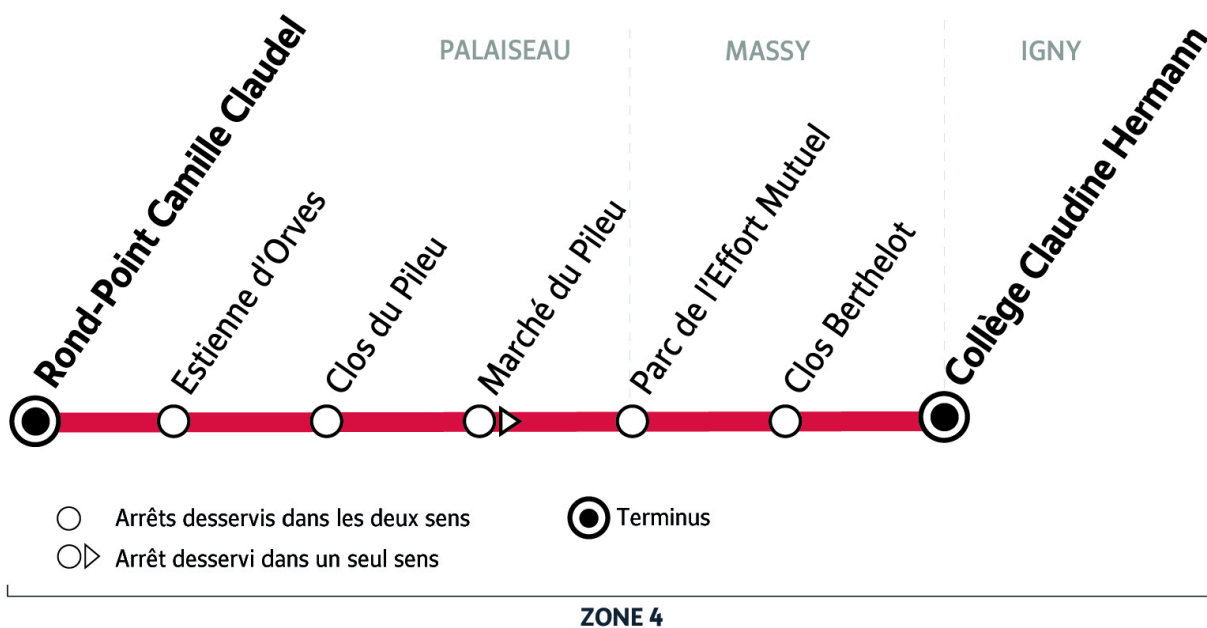 PALAISEAU
MASSY
IGNY
Rond-Point Camille Claudel
Estienne d'Orves
Clos du Pileu
Marché du Pileu
Parc de l'Effort Mutuel
Clos Berthelot
Collège Claudine Hermann
Arrêts desservis dans les deux sens
Terminus
Arrêt desservi dans un seul sens
ZONE 4